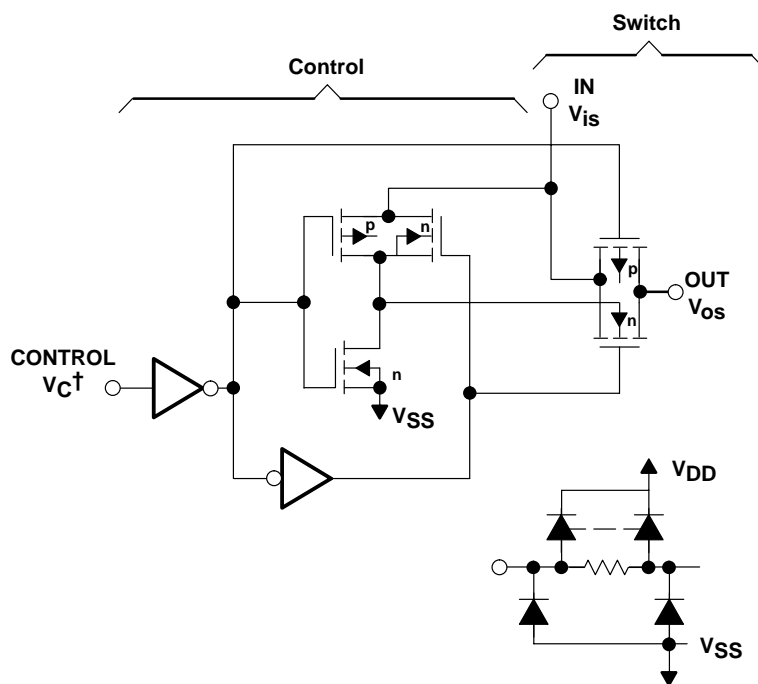 Switch
Control
IN
Vis
p
n
p
n
OUT
Vos
CONTROL
VC†
n
VSS
VDD
VSS